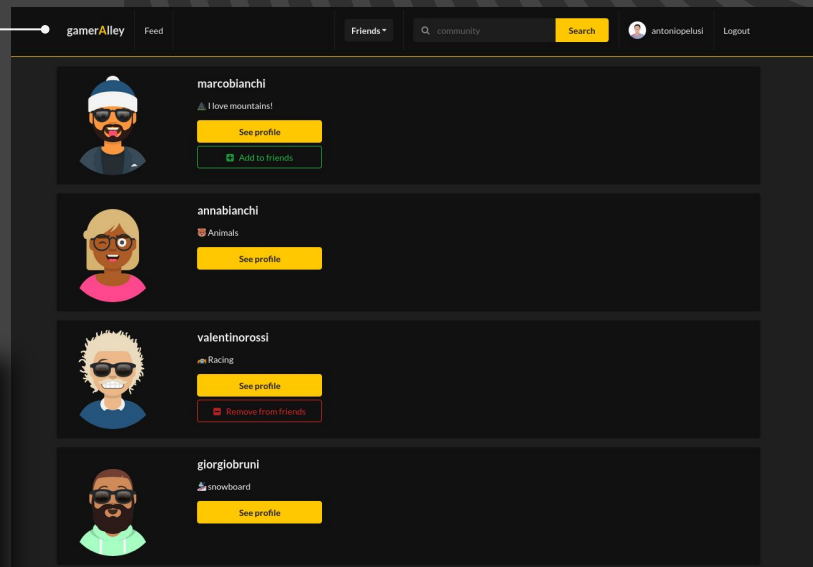 gamerAlley Feed Friends community Search antoniopelusi Logout
marcobianchi
I love mountains!
See profile
Add to friends
annabianchi
Animals
See profile
valentinorossi
Racing
See profile
Remove from friends
giorgiobruni
snowboard
See profile